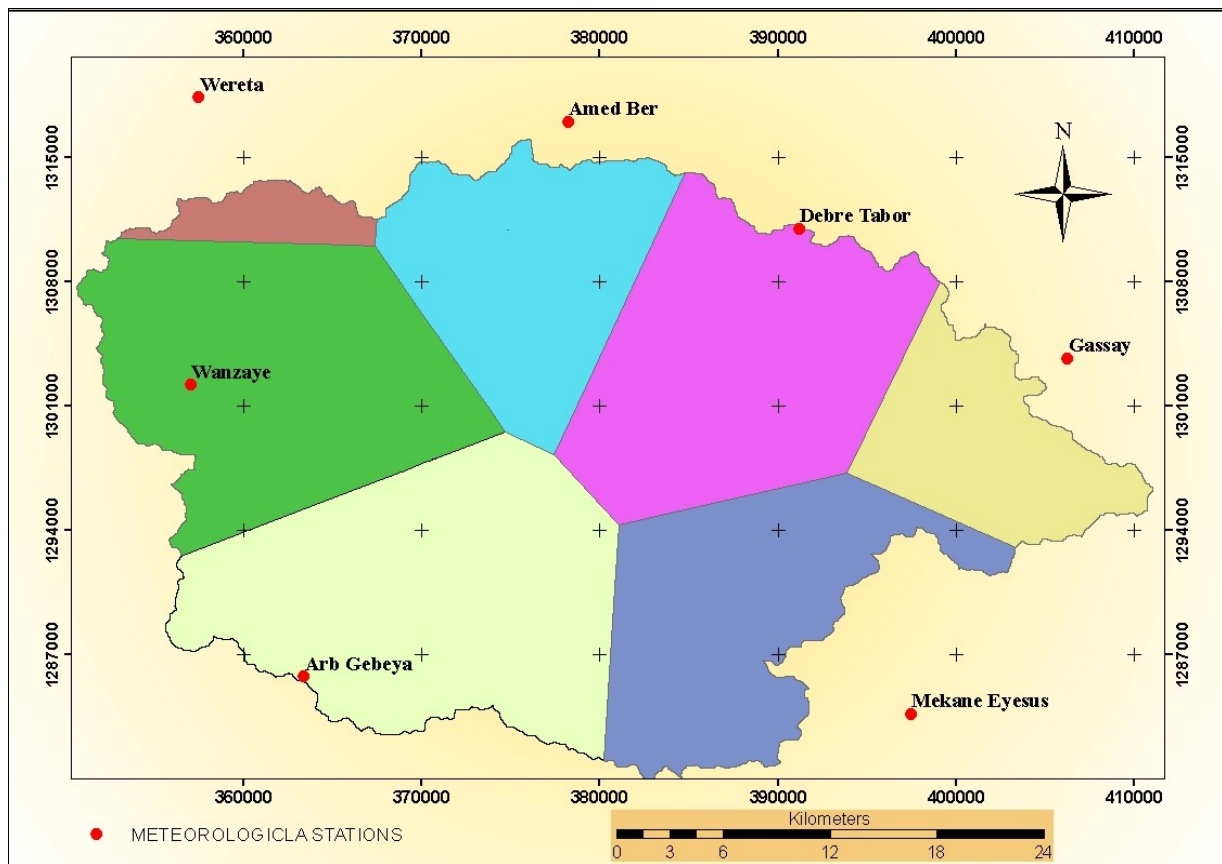 360000 370000 380000 390000 400000 410000
Wereta
Amed Ber
1315000 1315000
N
Debre Tabor
1308000 1308000
Gassay
Wanzaye
1301000 1301000
1294000 1294000
1287000 1287000
Arb Gebeya
Mekane Eyesus
360000 370000 380000 390000 400000 410000
METEOROLOGICLA STATIONS
Kilometers
0 3 6 12 18 24